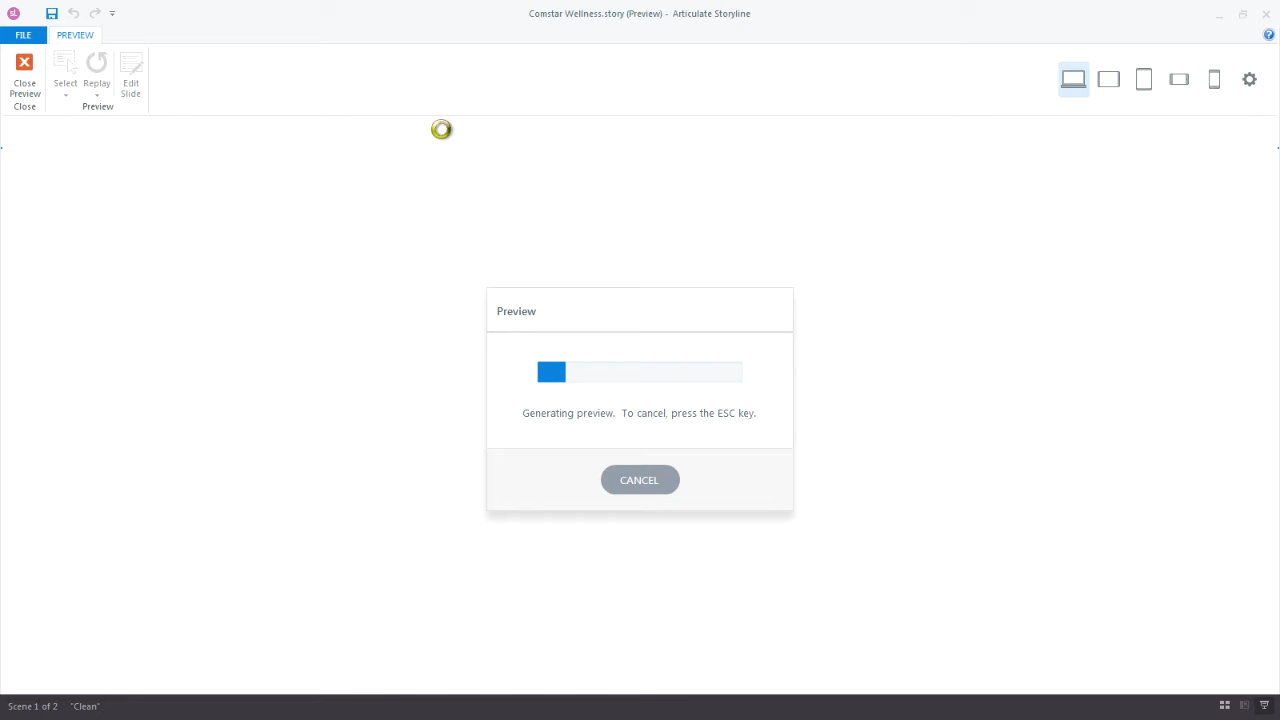 SL
Comstar Wellness.story (Preview) - Articulate Storyline
FILE
PREVIEW
?
Close Preview
Select
Replay
Edit Slide
Close
Preview
Preview
Generating preview. To cancel, press the ESC key.
CANCEL
Scene 1 of 2
"Clean"